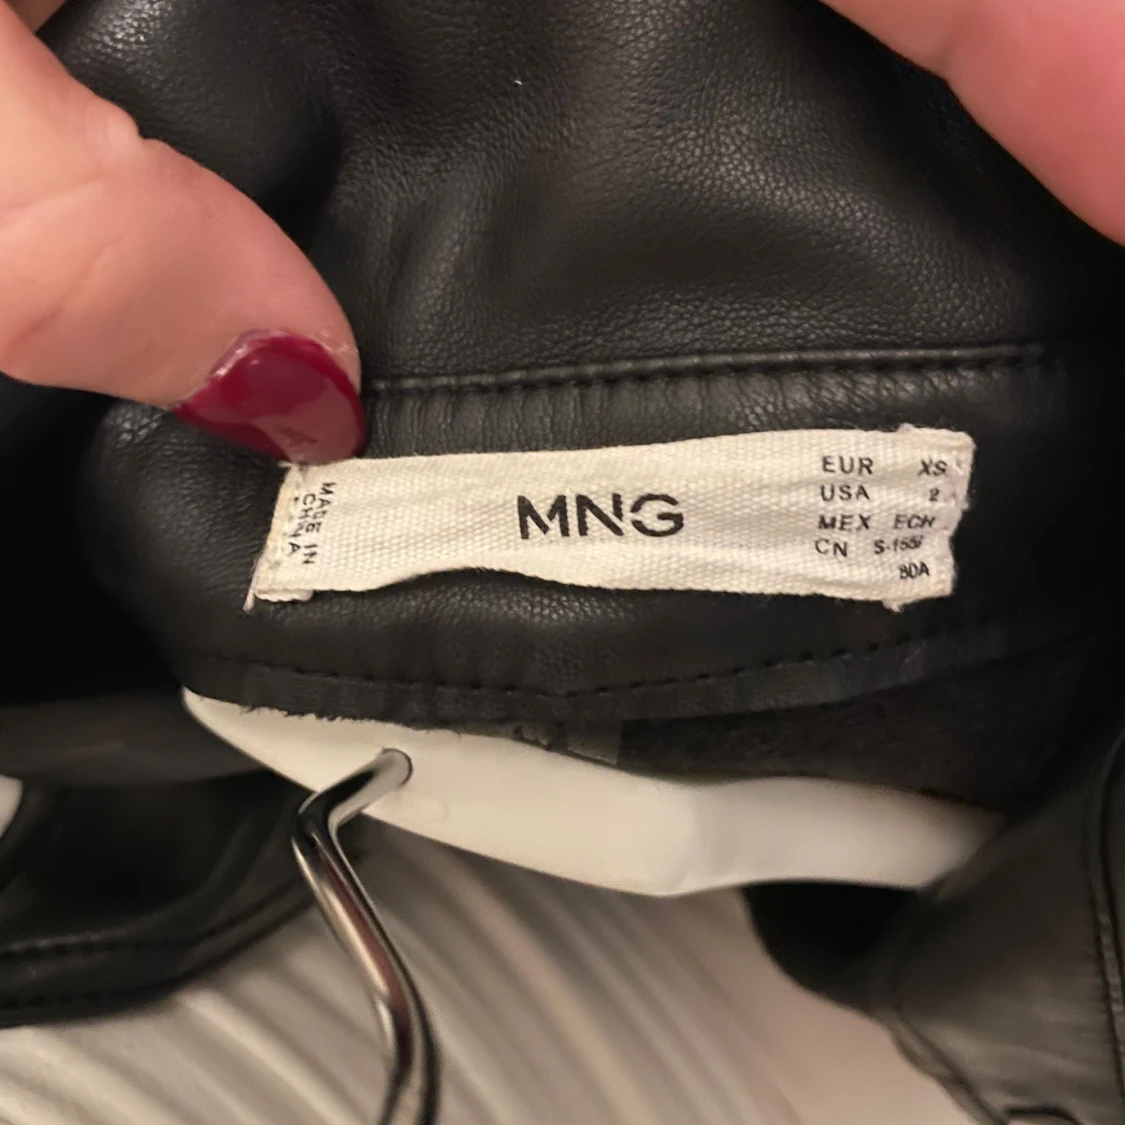 MADE IN
CHINA
MNG
EUR XS
USA 2
MEX ECH
CN S-155/
80A